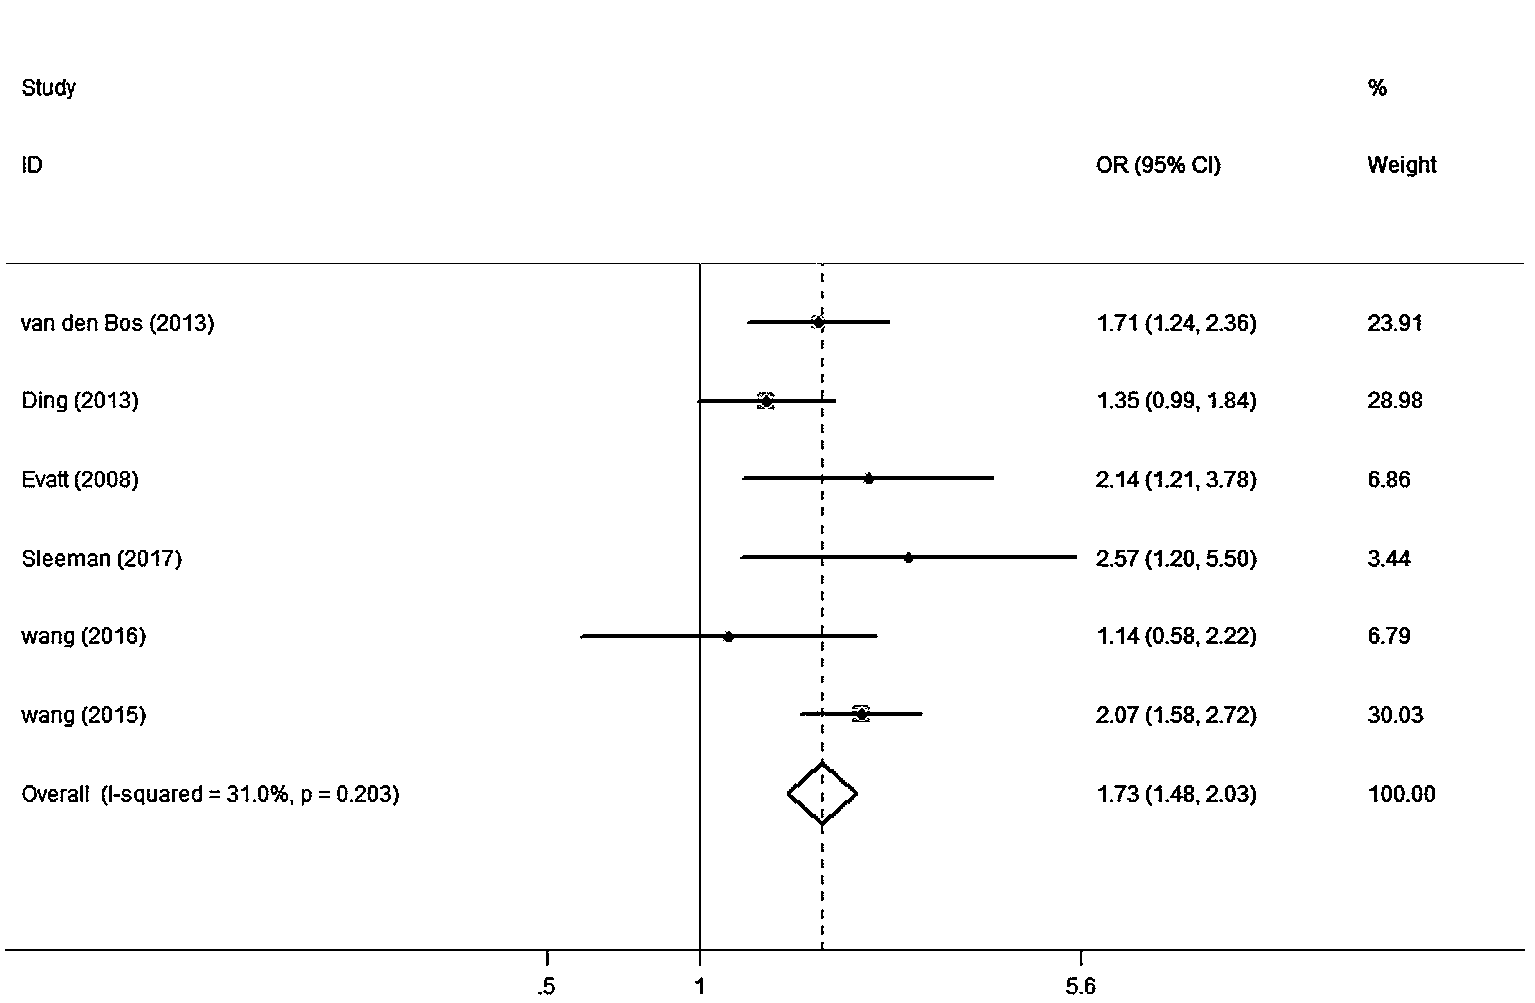 Study %
ID OR (95% CI) Weight
van den Bos (2013) 1.71 (1.24, 2.36) 23.91
Ding (2013) 1.35 (0.99, 1.84) 28.98
Evatt (2008) 2.14 (1.21, 3.78) 6.86
Sleeman (2017) 2.57 (1.20, 5.50) 3.44
wang (2016) 1.14 (0.58, 2.22) 6.79
wang (2015) 2.07 (1.58, 2.72) 30.03
Overall (I-squared = 31.0%, p = 0.203) 1.73 (1.48, 2.03) 100.00
.5 1 5.6